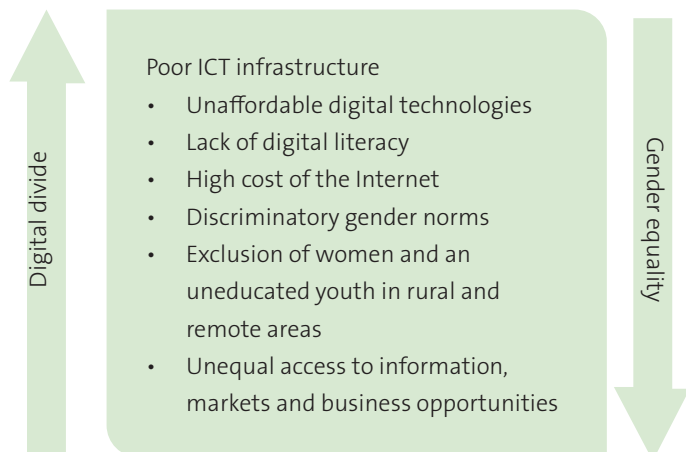 Digital divide
Poor ICT infrastructure
• Unaffordable digital technologies
• Lack of digital literacy
• High cost of the Internet
• Discriminatory gender norms
• Exclusion of women and an
uneducated youth in rural and
remote areas
• Unequal access to information,
markets and business opportunities
Gender equality